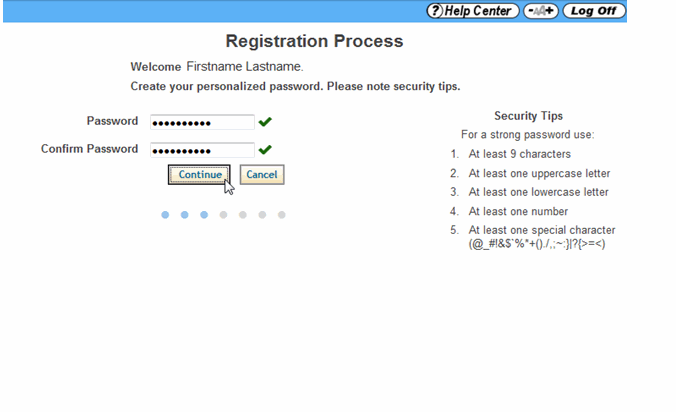 ? Help Center -AA+ Log Off
Registration Process
Welcome Firstname Lastname.
Create your personalized password. Please note security tips.
Password ••••••••••
Confirm Password ••••••••••
Continue Cancel
Security Tips
For a strong password use:
1. At least 9 characters
2. At least one uppercase letter
3. At least one lowercase letter
4. At least one number
5. At least one special character
(@_#!&$`%*+()./,;~:}|?{>=<)